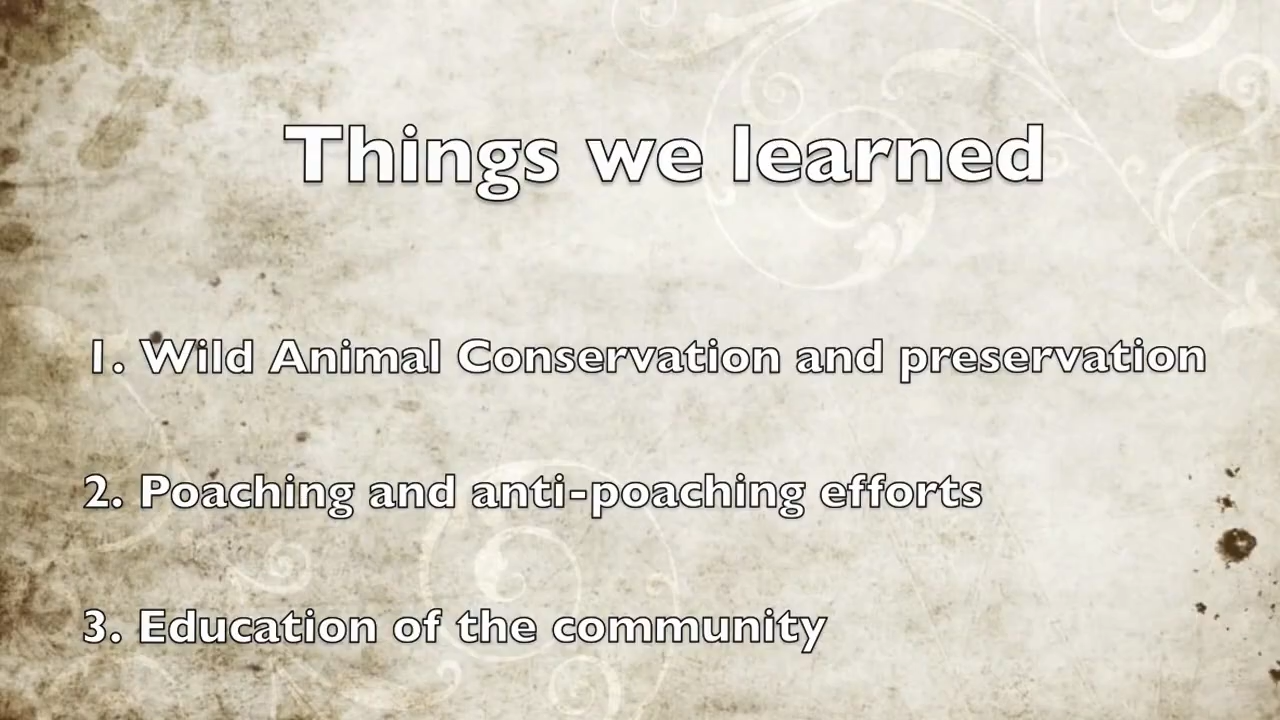 Things we learned
1. Wild Animal Conservation and preservation
2. Poaching and anti-poaching efforts
3. Education of the community